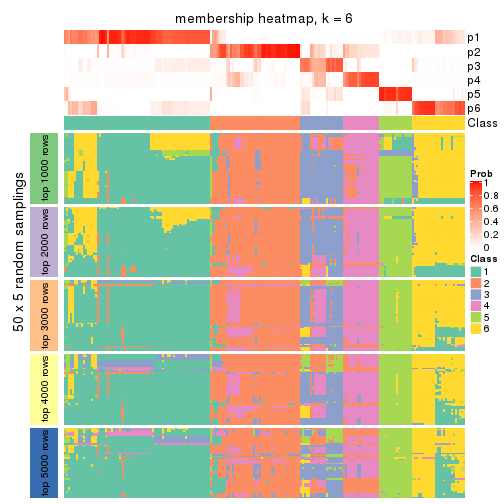 membership heatmap, k = 6
p1
p2
p3
p4
p5
p6
Class
50 x 5 random samplings
top 1000 rows
top 2000 rows
top 3000 rows
top 4000 rows
top 5000 rows
Prob
1
0.8
0.6
0.4
0.2
0
Class
1
2
3
4
5
6